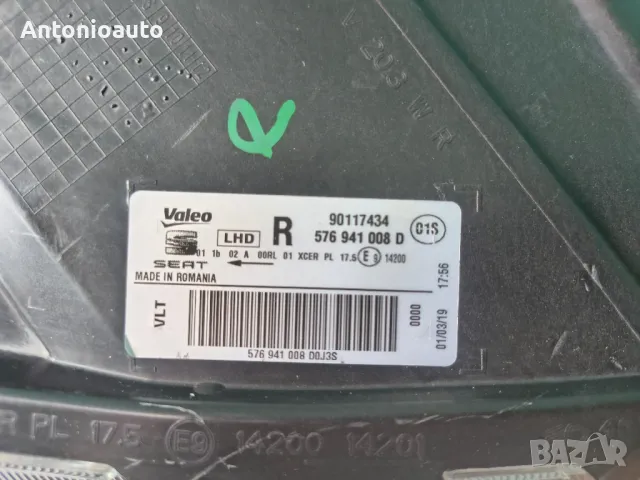 Antonioauto
V 2013 W R
R
Valeo
LHD R 90117434
576 941 008 D 01S
01 1b 02 A 00RL 01 XCER PL 17.5 E9 14200
SEAT
MADE IN ROMANIA
VLT
0000
01/03/19 17:56
576 941 008 D0J3S
R PL 17.5 E9 14200 14201
BAZAR